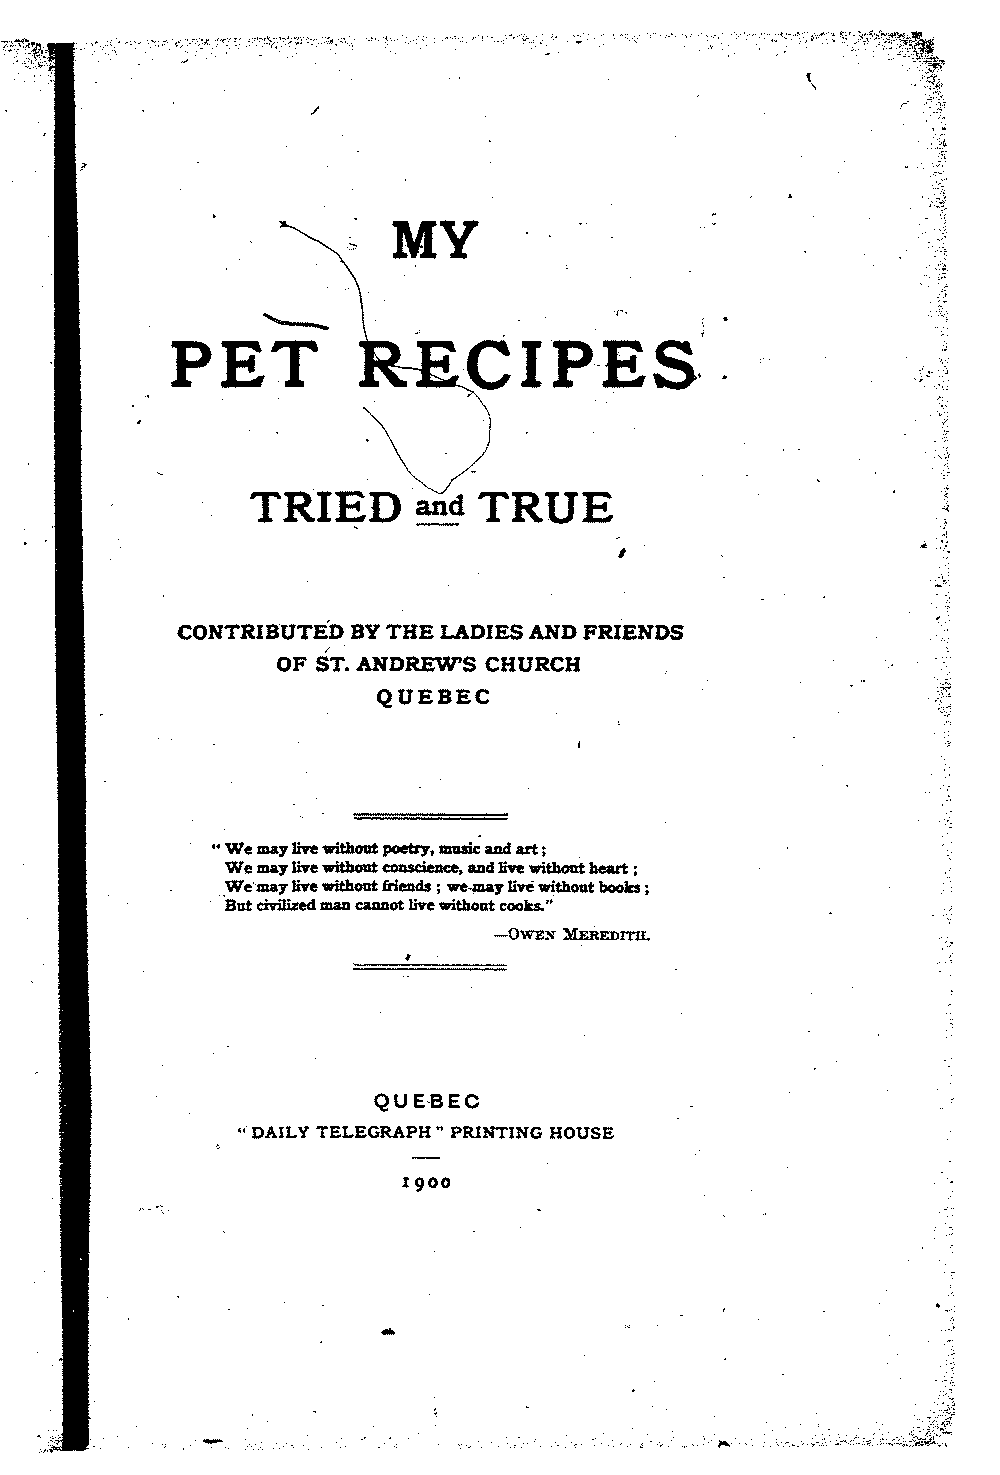 MY
PET RECIPES
TRIED and TRUE
CONTRIBUTED BY THE LADIES AND FRIENDS
OF ST. ANDREW'S CHURCH
QUEBEC
“ We may live without poetry, music and art ;
We may live without conscience, and live without heart ;
We may live without friends ; we may live without books ;
But civilized man cannot live without cooks.”
—OWEN MEREDITH.
QUEBEC
“ DAILY TELEGRAPH ” PRINTING HOUSE
1900